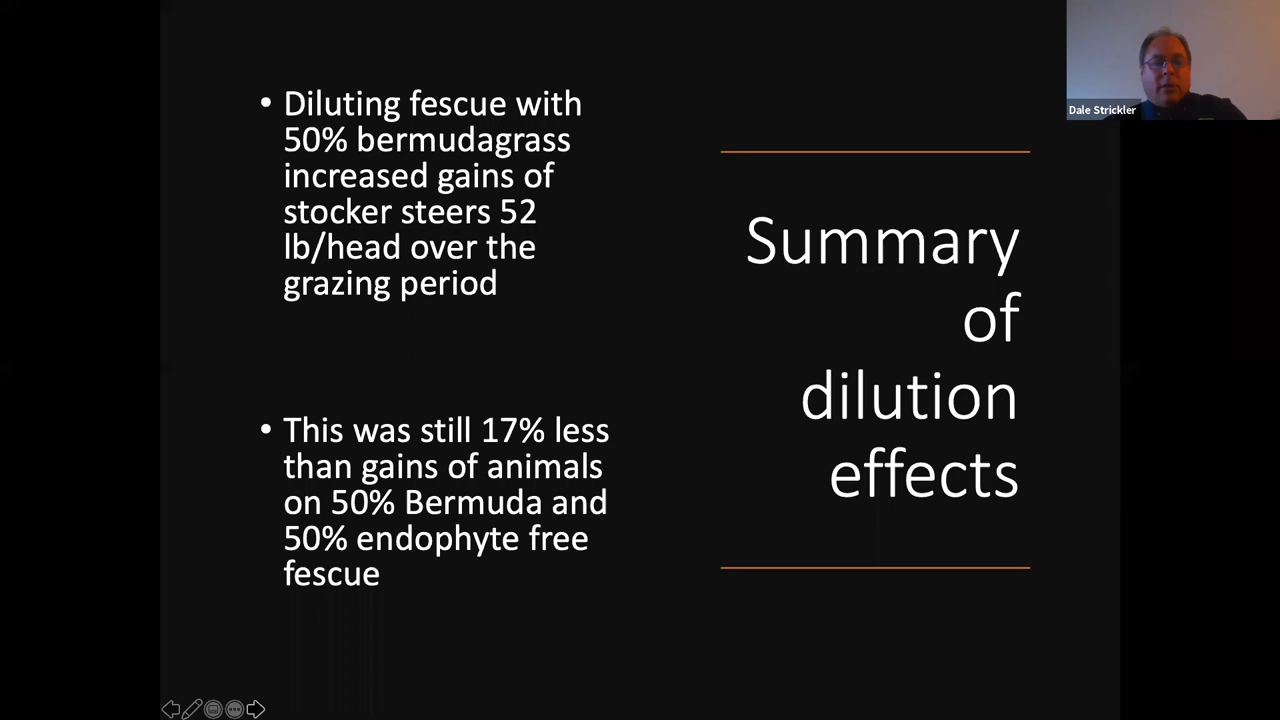 • Diluting fescue with
50% bermudagrass
increased gains of
stocker steers 52
lb/head over the
grazing period
• This was still 17% less
than gains of animals
on 50% Bermuda and
50% endophyte free
fescue
Summary
of
dilution
effects
Dale Strickler